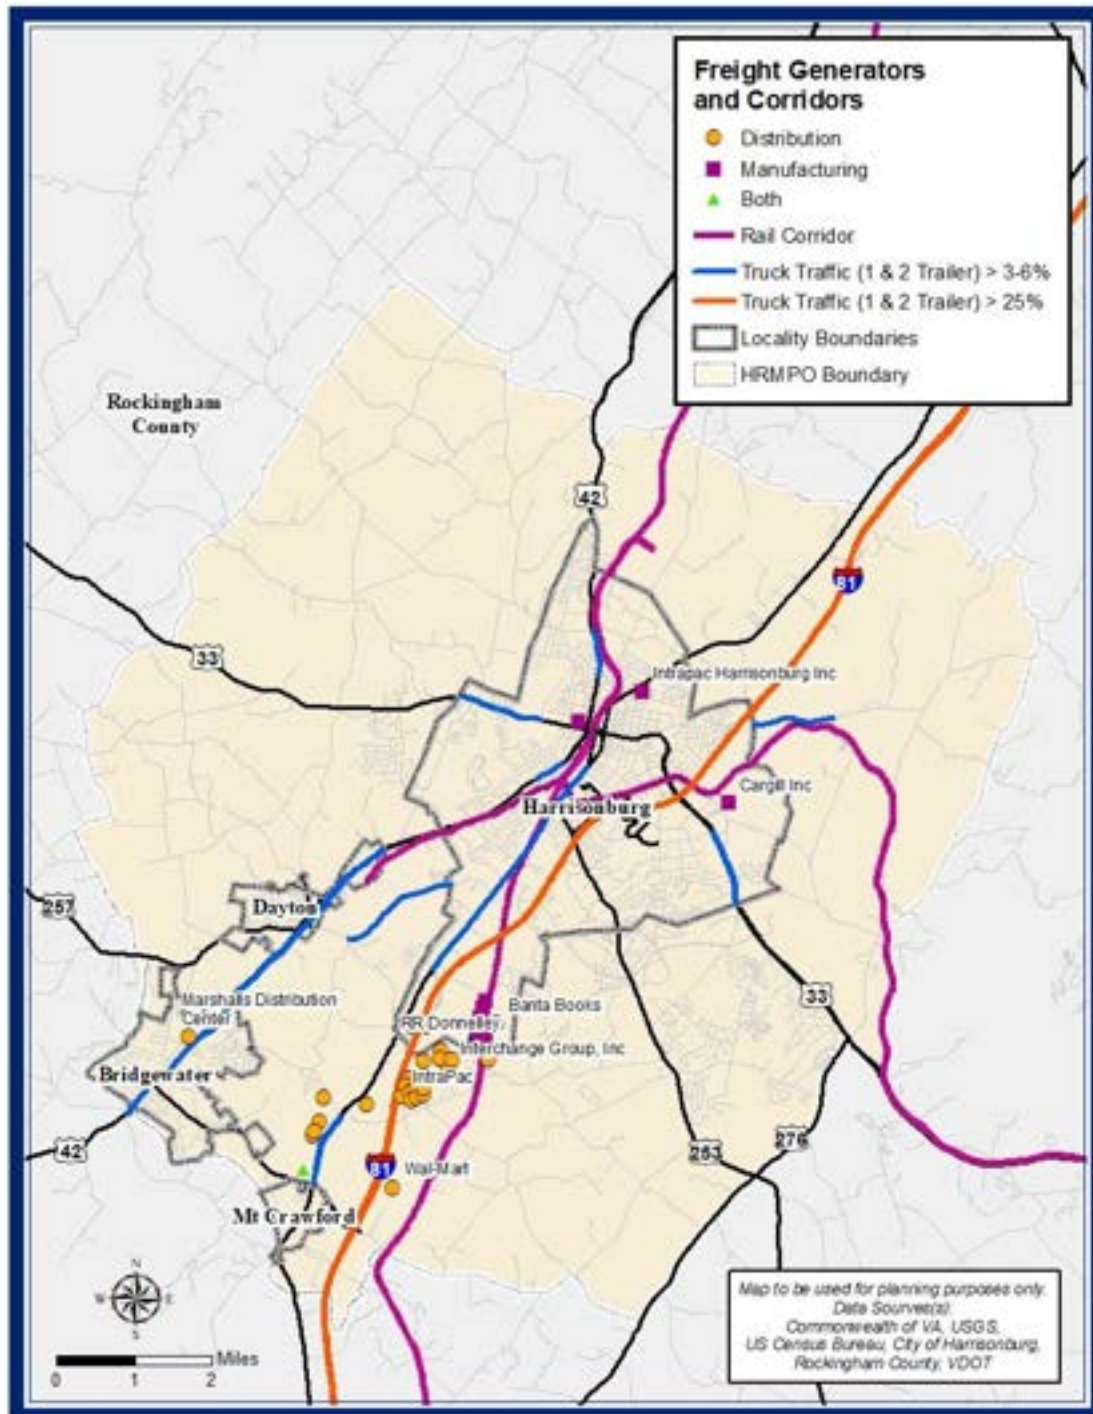 Freight Generators
and Corridors
Distribution
Manufacturing
Both
Rail Corridor
Truck Traffic (1 & 2 Trailer) > 3-6%
Truck Traffic (1 & 2 Trailer) > 25%
Locality Boundaries
HRMPO Boundary
Rockingham
County
42
81
33
Intrapac Harrisonburg Inc
Cargill Inc
Harrisonburg
257
Dayton
33
Marshalls Distribution
Center
Banta Books
RR Donnelley
Interchange Group, Inc
IntraPac
Bridgewater
42
276
253
81
Wal-Mart
Mt Crawford
N
W
E
S
Miles
0
1
2
Map to be used for planning purposes only.
Data Sourves(s):
Commonwealth of VA, USGS,
US Census Bureau, City of Harrisonburg,
Rockingham County, VDOT